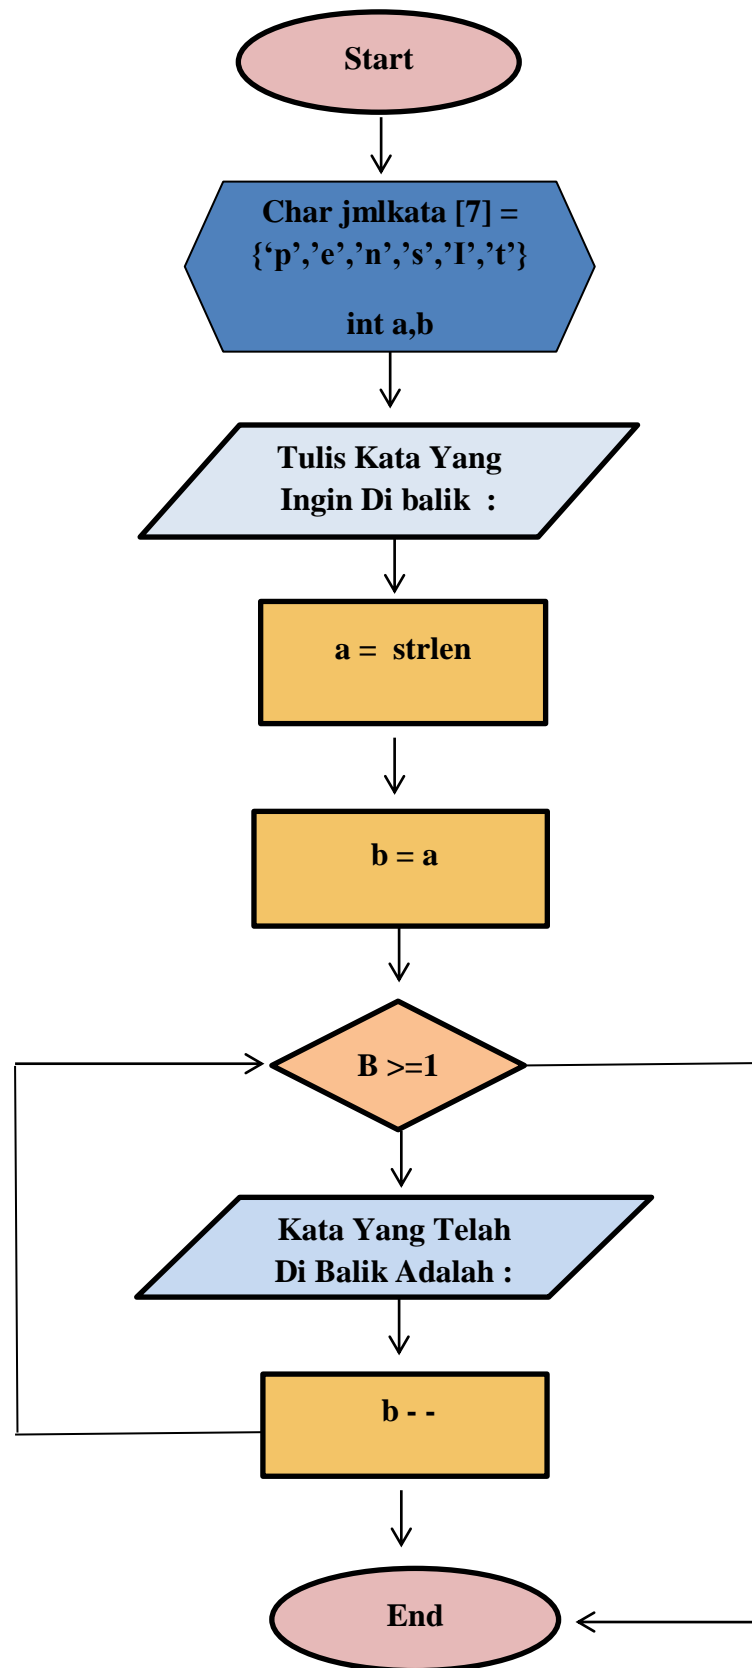 Start
Char jmlkata [7] =
{‘p’,’e’,’n’,’s’,’I’,’t’}
int a,b
Tulis Kata Yang
Ingin Di balik  :
a =  strlen
b = a
B >=1
Kata Yang Telah
Di Balik Adalah :
b - -
End